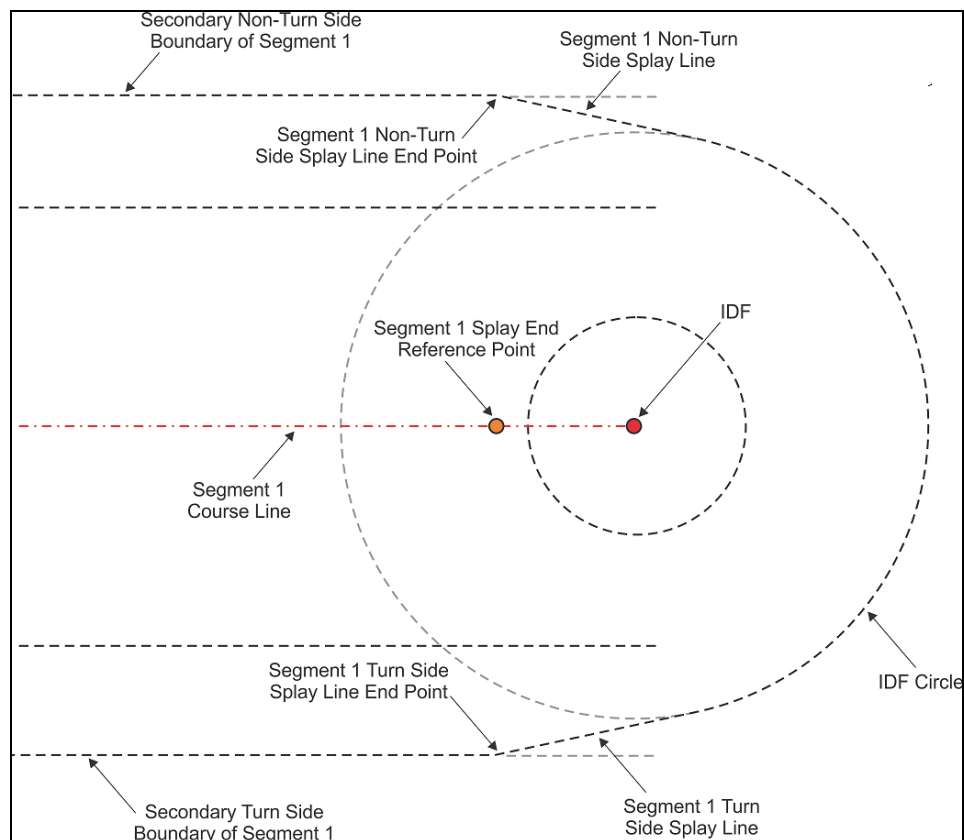 Secondary Non-Turn Side
Boundary of Segment 1
Segment 1 Non-Turn
Side Splay Line
Segment 1 Non-Turn
Side Splay Line End Point
IDF
Segment 1 Splay End
Reference Point
Segment 1
Course Line
Segment 1 Turn Side
Splay Line End Point
IDF Circle
Secondary Turn Side
Boundary of Segment 1
Segment 1 Turn
Side Splay Line